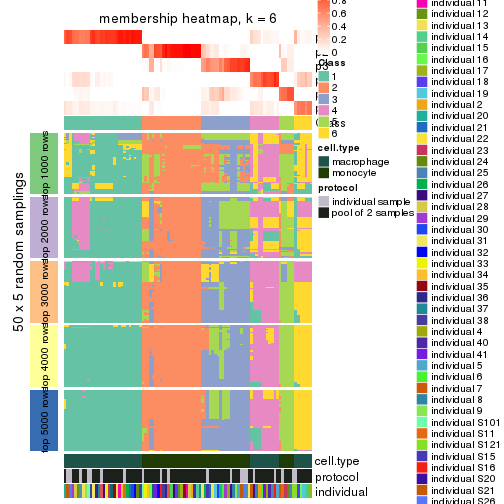 membership heatmap, k = 6
50 x 5 random samplings
top 1000 rows
top 2000 rows
top 3000 rows
top 4000 rows
top 5000 rows
cell.type
protocol
individual
0.8
0.6
0.4
0.2
0
Class
1
2
3
4
5
6
cell.type
macrophage
monocyte
protocol
individual sample
pool of 2 samples
individual 11
individual 12
individual 13
individual 14
individual 15
individual 16
individual 17
individual 18
individual 19
individual 2
individual 20
individual 21
individual 22
individual 23
individual 24
individual 25
individual 26
individual 27
individual 28
individual 29
individual 30
individual 31
individual 32
individual 33
individual 34
individual 35
individual 36
individual 37
individual 38
individual 4
individual 40
individual 41
individual 5
individual 6
individual 7
individual 8
individual 9
individual S101
individual S11
individual S121
individual S15
individual S16
individual S20
individual S26